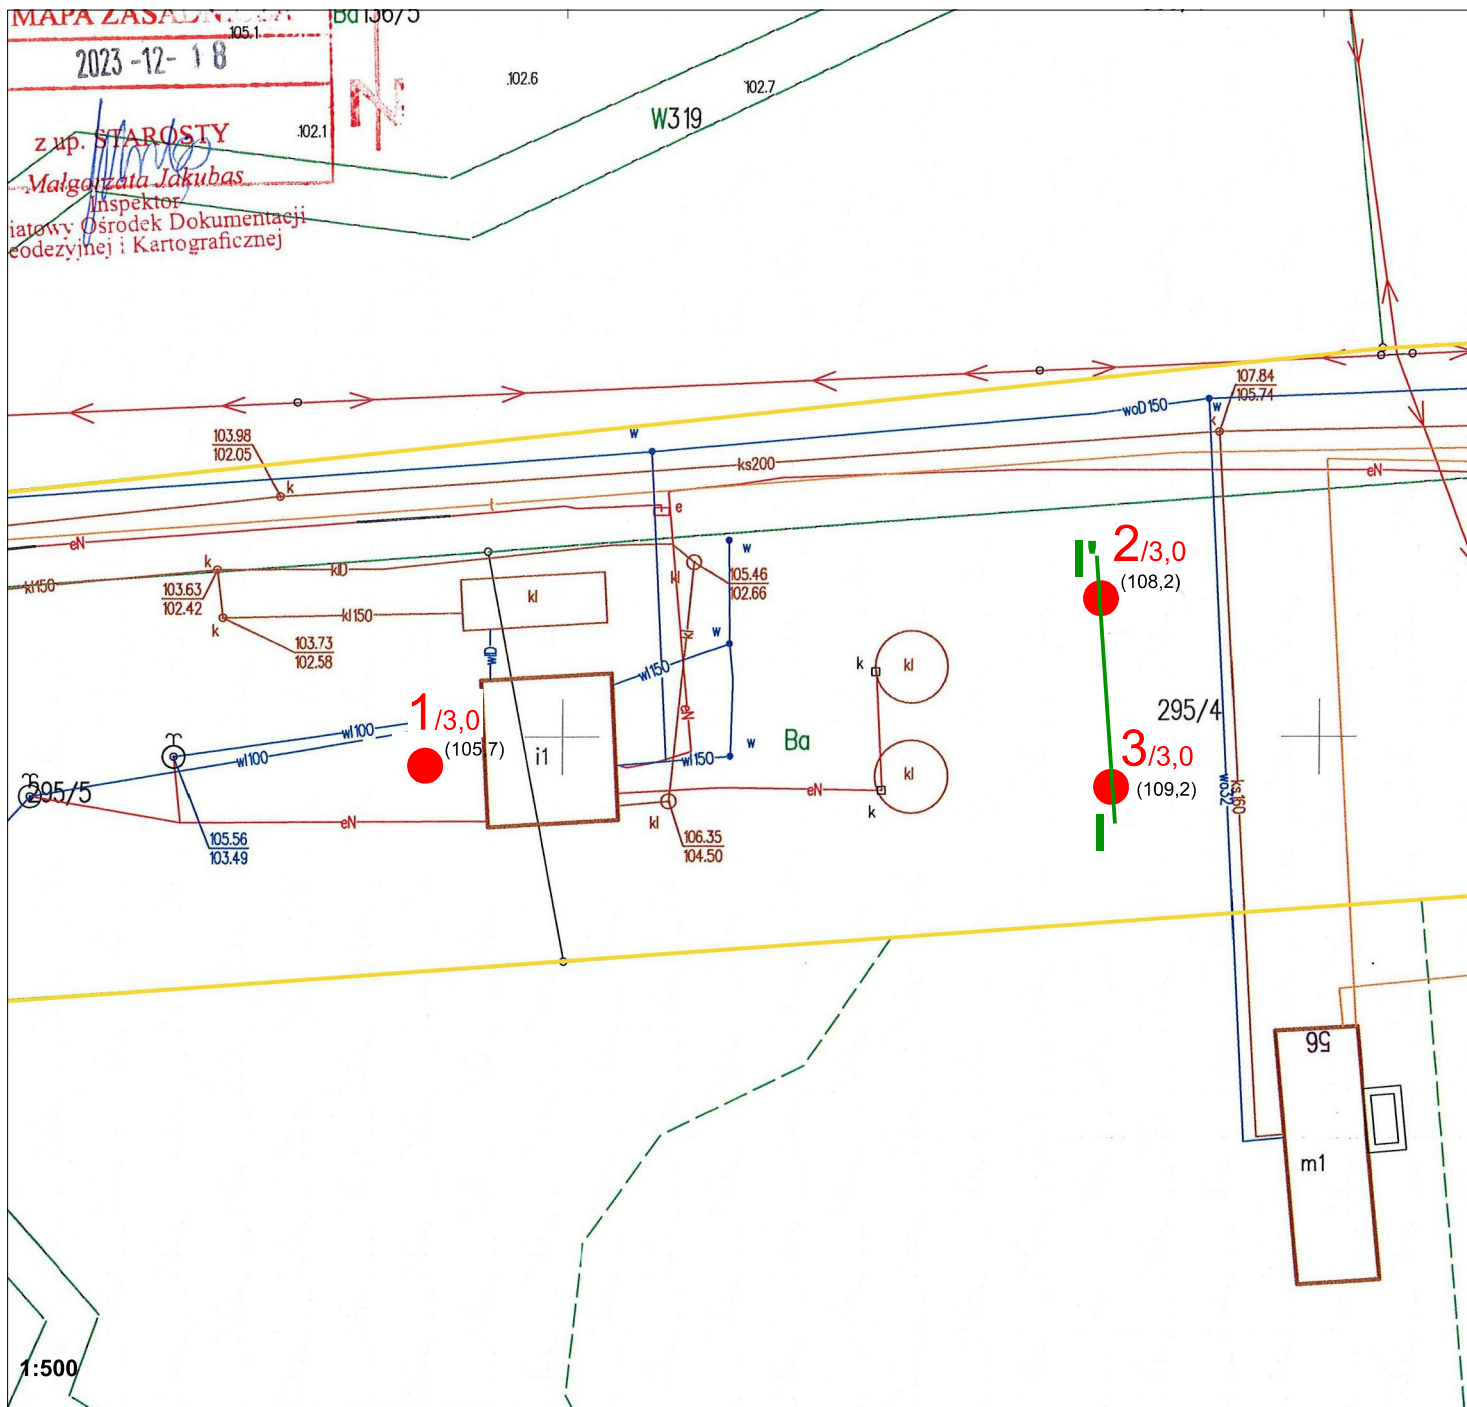 MAPA ZASADNICZA
Ba136/5
105.1
2023 -12- 18
102.6
102.7
W319
102.1
z up. STAROSTY
Małgorzata Jakubas
Inspektor
iatowy Ośrodek Dokumentacji
eodezyjnej i Kartograficznej
N
107.84
105.74
w
woD150
k
103.98
102.05
k
w
ks200
eN
t
e
eN
w
k
klD
kl150
103.63
102.42
kl150
k
103.73
102.58
kl
kl
105.46
102.66
kl
w
wlD
wl150
I'
2/3,0
(108,2)
k
kl
295/4
1/3,0
(105,7)
wl100
wl100
eN
i1
w
wl150
Ba
3/3,0
(109,2)
kl
295/5
eN
eN
k
kl
I
wo32
ks160
105.56
103.49
106.35
104.50
56
m1
1:500